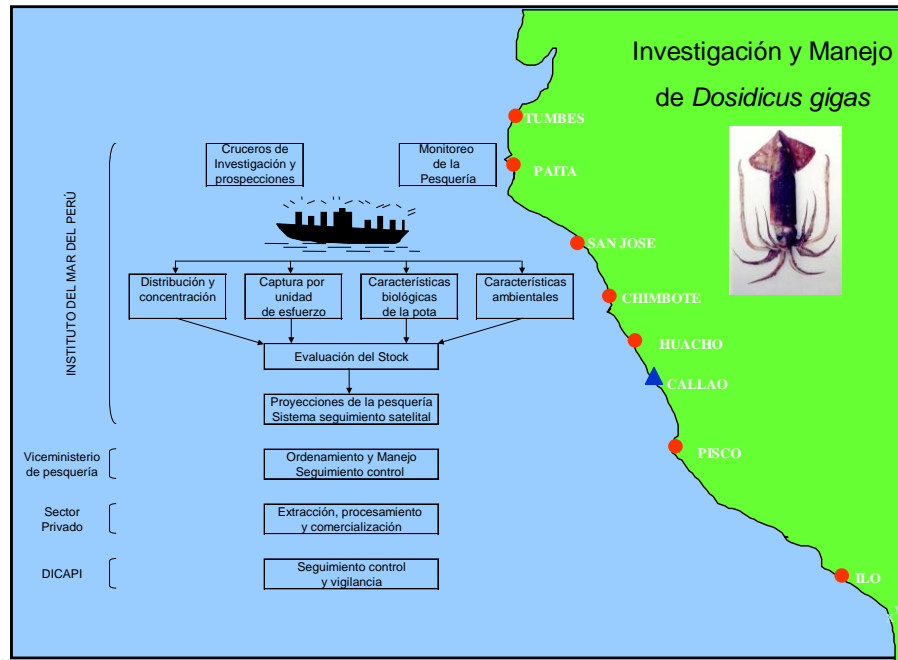 Investigación y Manejo
de Dosidicus gigas
TUMBES
PAITA
SAN JOSE
CHIMBOTE
HUACHO
CALLAO
PISCO
ILO
INSTITUTO DEL MAR DEL PERÚ
Cruceros de
Investigación y
prospecciones
Monitoreo
de la
Pesquería
Distribución y
concentración
Captura por
unidad
de esfuerzo
Características
biológicas
de la pota
Características
ambientales
Evaluación del Stock
Proyecciones de la pesquería
Sistema seguimiento satelital
Viceministerio
de pesquería
Ordenamiento y Manejo
Seguimiento control
Sector
Privado
Extracción, procesamiento
y comercialización
DICAPI
Seguimiento control
y vigilancia